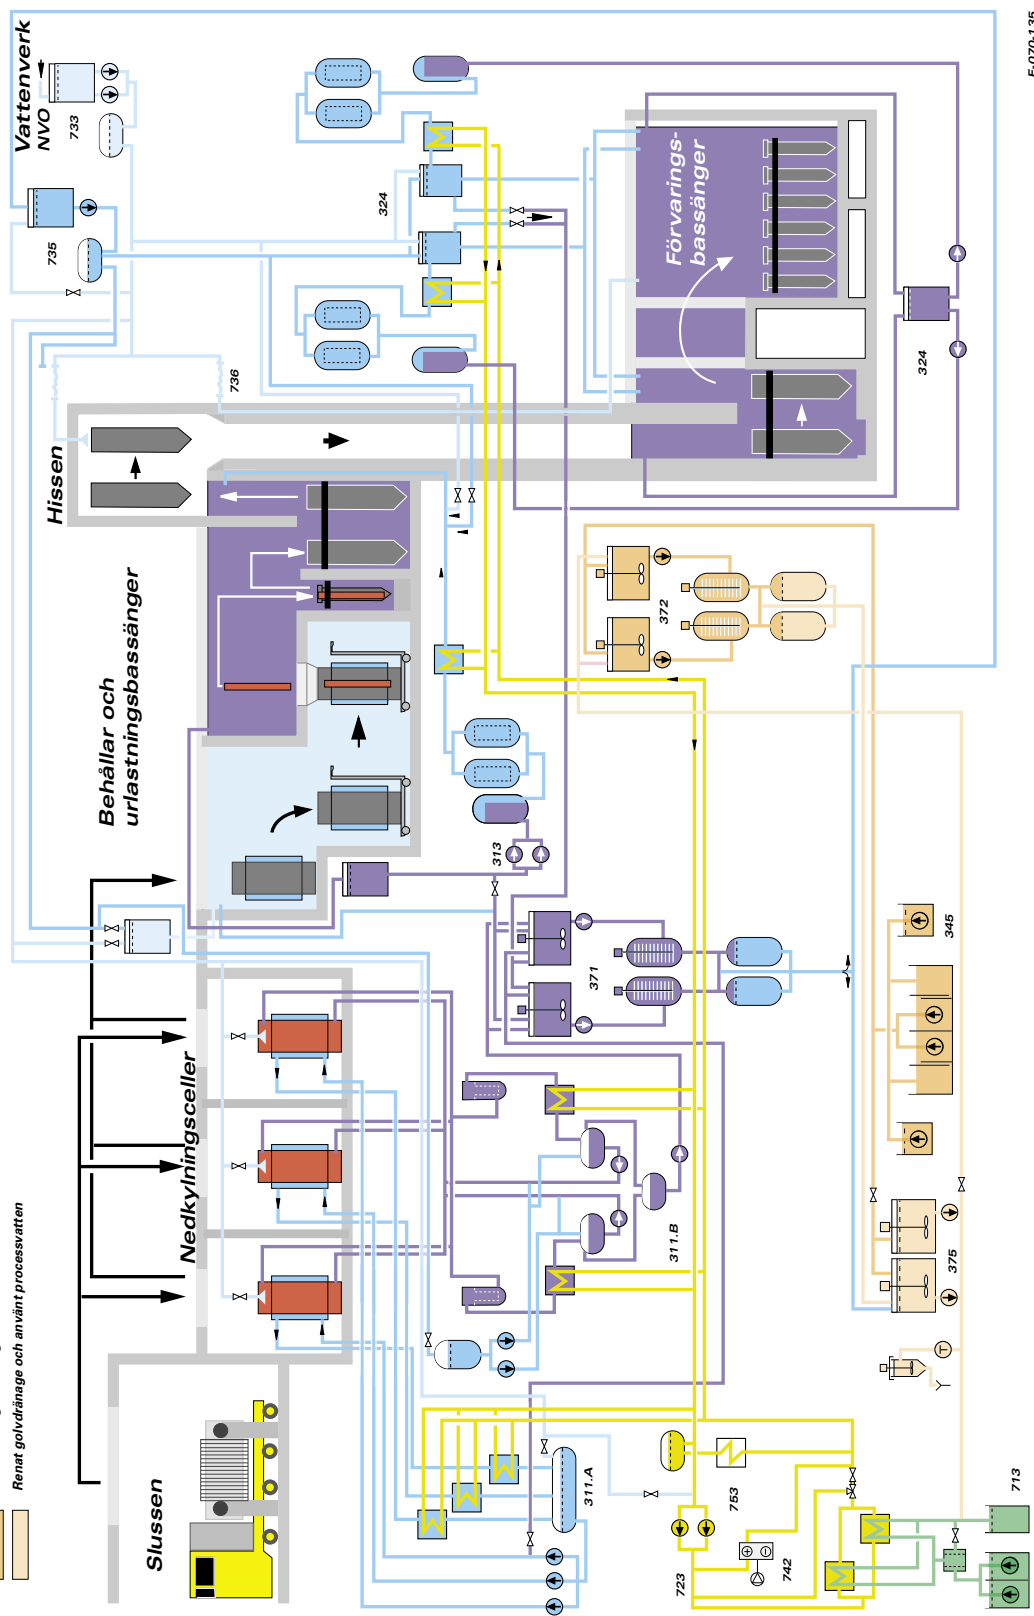 Vattenverk
NVO
733
735
736
Hissen
Behållar och
urlastningsbassänger
Nedkylningsceller
Slussen
Renat golvdränage och använt processvatten
324
Förvarings-
bassänger
324
313
371
372
345
375
311.B
311.A
T
753
723
742
713